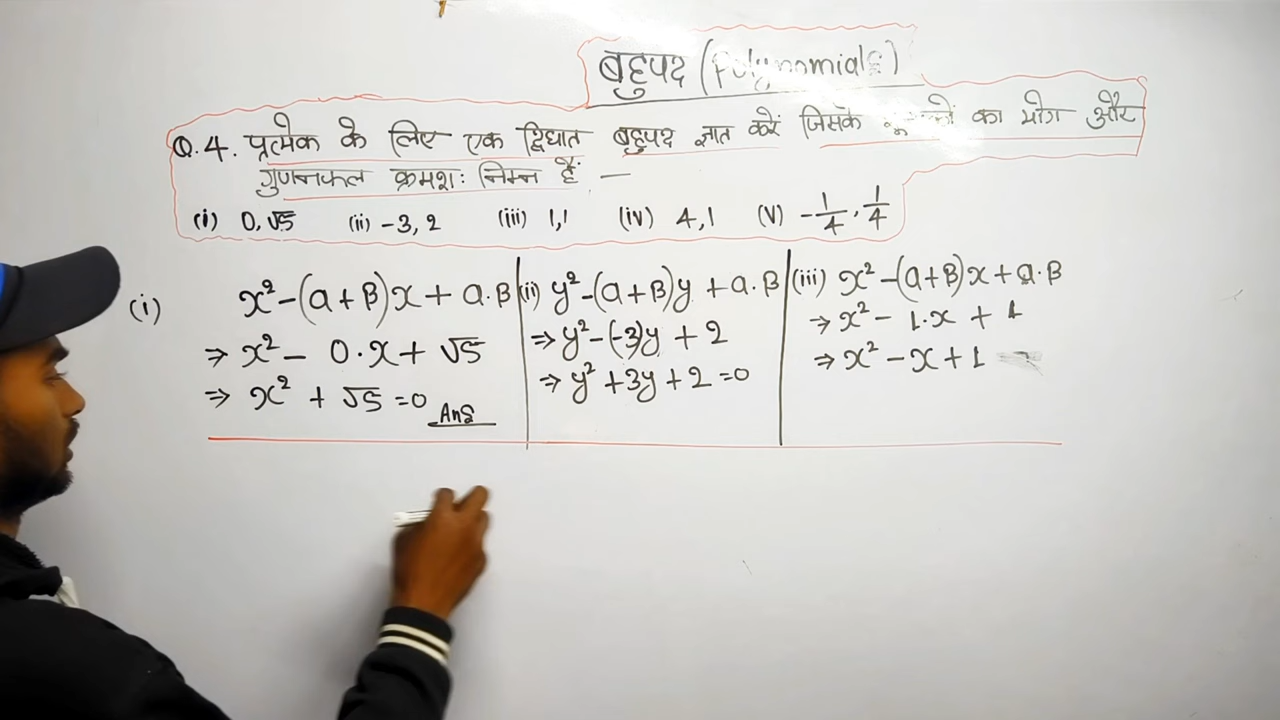 बहुपद (Polynomials)
Q.4. प्रत्येक के लिए एक द्विघात बहुपद ज्ञात करें जिसके का योग और
गुणनफल क्रमशः निम्न हैं —
(i) 0,√5 (ii) -3, 2 (iii) 1,1 (iv) 4,1 (v) -1/4, 1/4
(i) x² - (α+β)x + α.β
⇒ x² - 0.x + √5
⇒ x² + √5 = 0 Ans
(ii) y² - (α+β)y + α.β
⇒ y² - (-3)y + 2
⇒ y² + 3y + 2 = 0
(iii) x² - (α+β)x + α.β
⇒ x² - 1.x + 1
⇒ x² - x + 1